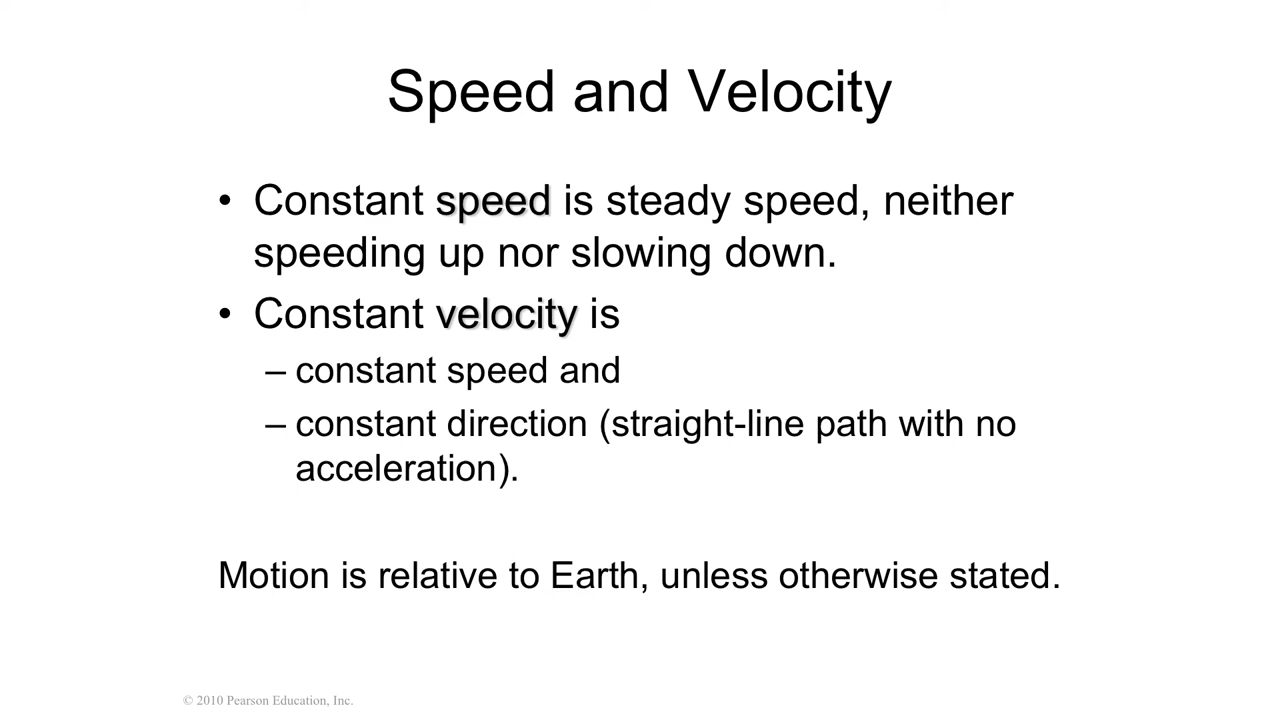 Speed and Velocity
• Constant speed is steady speed, neither
speeding up nor slowing down.
• Constant velocity is
– constant speed and
– constant direction (straight-line path with no
acceleration).
Motion is relative to Earth, unless otherwise stated.
© 2010 Pearson Education, Inc.